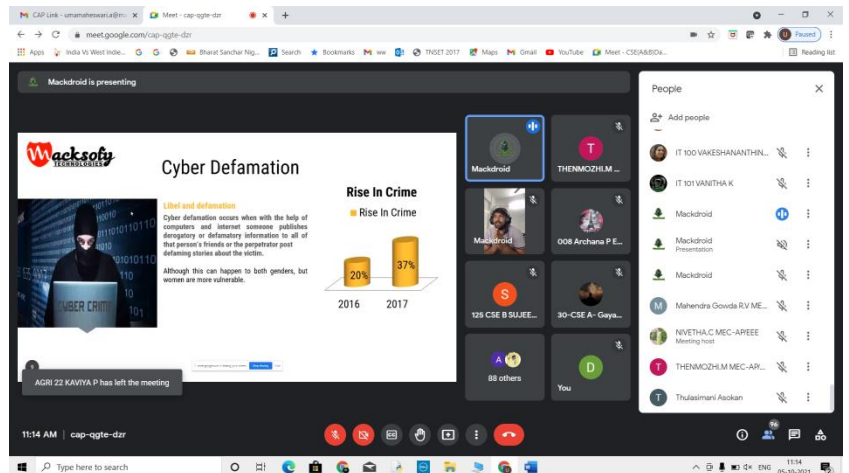 CAP Link - umamaheswari.a@m
Meet - cap-qgte-dzr
meet.google.com/cap-qgte-dzr
Paused
Apps
India Vs West Indie...
G
G
Bharat Sanchar Nig...
Search
Bookmarks
ww
TNSET 2017
Maps
Gmail
YouTube
Meet - CSE(A&B)Da...
Reading list
Mackdroid is presenting
Macksofy
TECHNOLOGIES
Cyber Defamation
Libel and defamation
Cyber defamation occurs when with the help of
computers and internet someone publishes
derogatory or defamatory information to all of
that person's friends or the perpetrator post
defaming stories about the victim.
Although this can happen to both genders, but
women are more vulnerable.
CYBER CRIME
Rise In Crime
Rise In Crime
20%
37%
2016
2017
AGRI 22 KAVIYA P has left the meeting
Mackdroid
T
THENMOZHI.M ...
Mackdroid
008 Archana P E...
S
125 CSE B SUJEE...
30-CSE A- Gaya...
A
88 others
D
You
People
Add people
IT 100 VAKESHANANTHIN...
IT 101 VANITHA K
Mackdroid
Mackdroid
Presentation
Mackdroid
M
Mahendra Gowda R.V ME...
NIVETHA.C MEC-AP/EEE
Meeting host
T
THENMOZHI.M MEC-AP/...
T
Thulasimani Asokan
11:14 AM | cap-qgte-dzr
96
Type here to search
ENG
11:14
05-10-2021